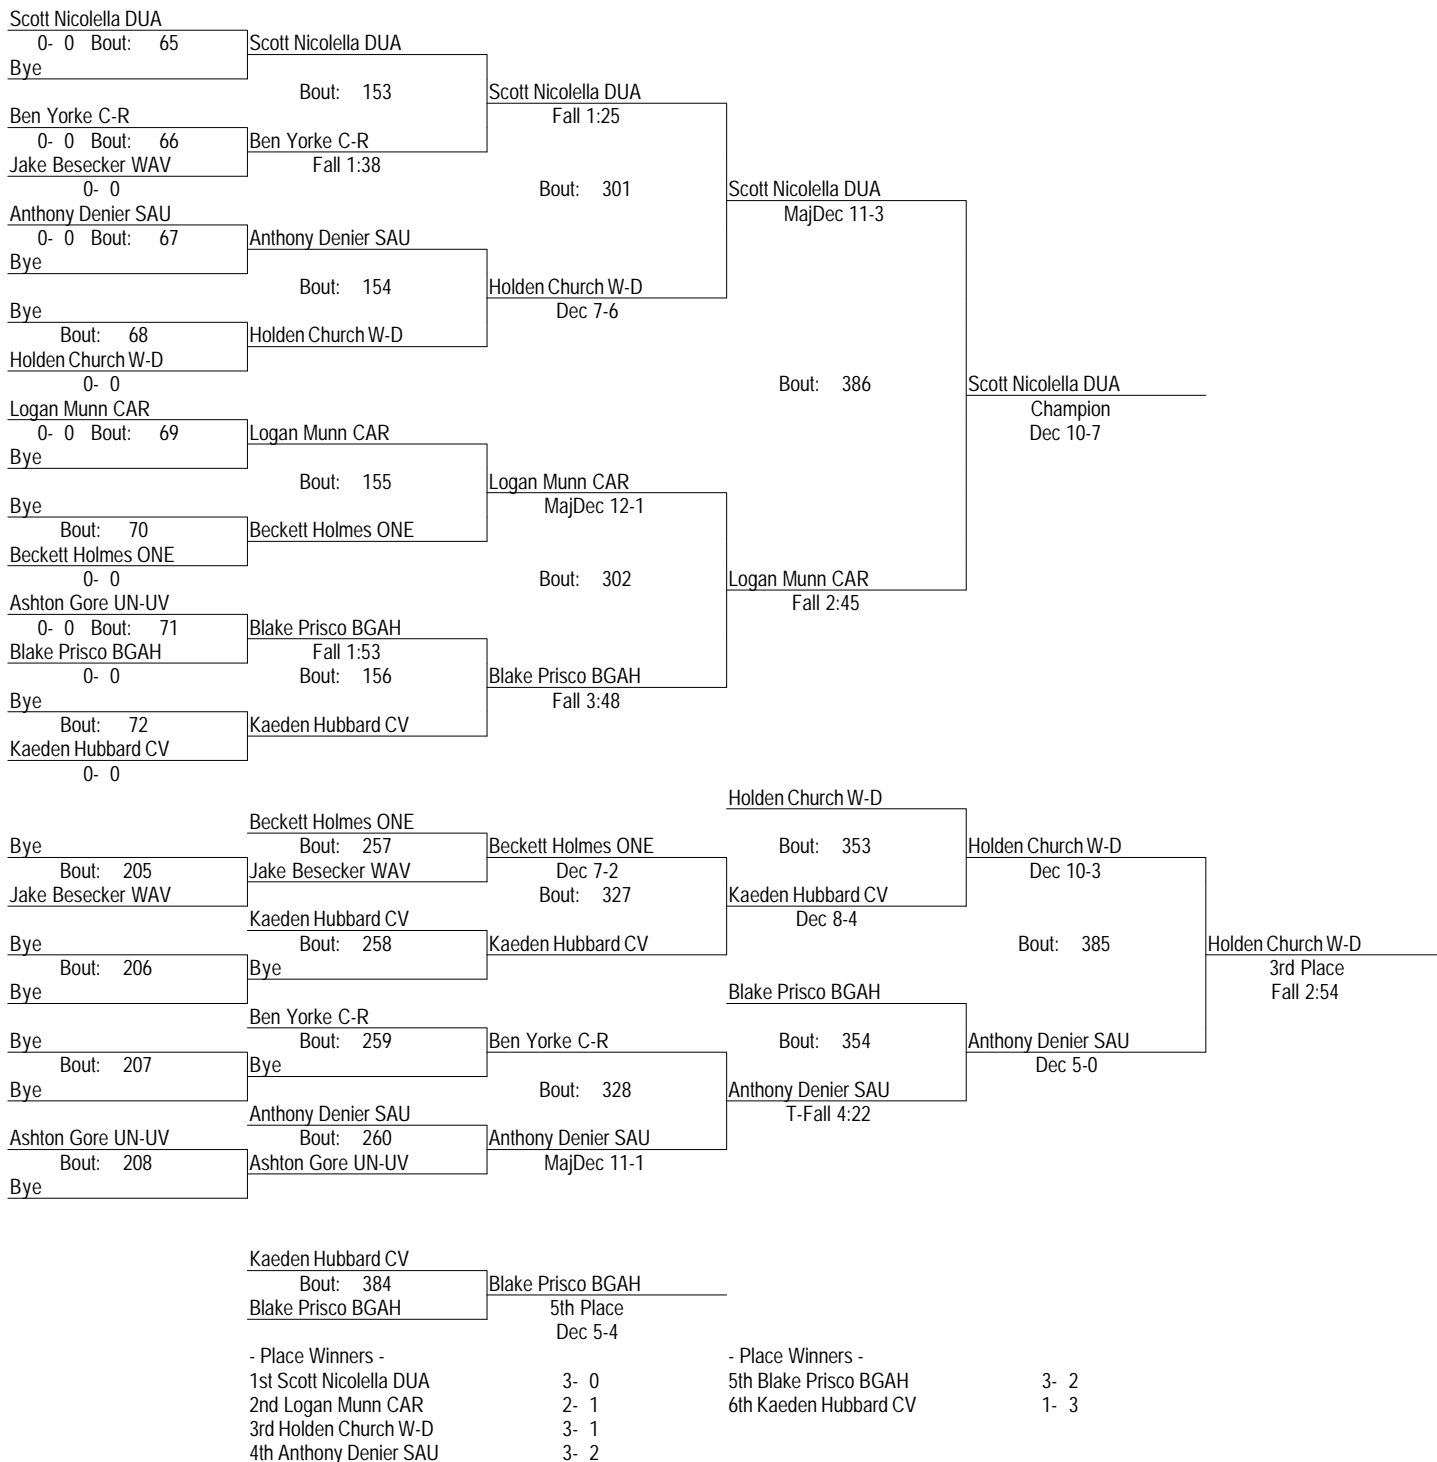 Scott Nicolella DUA
0- 0 Bout: 65 Scott Nicolella DUA
Bye
Bout: 153 Scott Nicolella DUA
Ben Yorke C-R Fall 1:25
0- 0 Bout: 66 Ben Yorke C-R
Jake Besecker WAV Fall 1:38
0- 0 Bout: 301 Scott Nicolella DUA
Anthony Denier SAU MajDec 11-3
0- 0 Bout: 67 Anthony Denier SAU
Bye
Bout: 154 Holden Church W-D
Bye Dec 7-6
Bout: 68 Holden Church W-D
Holden Church W-D
0- 0 Bout: 386 Scott Nicolella DUA
Logan Munn CAR Champion
0- 0 Bout: 69 Logan Munn CAR Dec 10-7
Bye
Bout: 155 Logan Munn CAR
Bye MajDec 12-1
Bout: 70 Beckett Holmes ONE
Beckett Holmes ONE
0- 0 Bout: 302 Logan Munn CAR
Ashton Gore UN-UV Fall 2:45
0- 0 Bout: 71 Blake Prisco BGAH
Blake Prisco BGAH Fall 1:53
0- 0 Bout: 156 Blake Prisco BGAH
Bye Fall 3:48
Bout: 72 Kaeden Hubbard CV
Kaeden Hubbard CV
0- 0
Holden Church W-D
Beckett Holmes ONE
Bye Bout: 257 Beckett Holmes ONE Bout: 353 Holden Church W-D
Bout: 205 Jake Besecker WAV Dec 7-2 Dec 10-3
Jake Besecker WAV Bout: 327 Kaeden Hubbard CV
Kaeden Hubbard CV Dec 8-4
Bye Bout: 258 Kaeden Hubbard CV Bout: 385 Holden Church W-D
Bout: 206 Bye 3rd Place
Bye Blake Prisco BGAH Fall 2:54
Ben Yorke C-R
Bye Bout: 259 Ben Yorke C-R Bout: 354 Anthony Denier SAU
Bout: 207 Bye Dec 5-0
Bye Bout: 328 Anthony Denier SAU
Anthony Denier SAU T-Fall 4:22
Ashton Gore UN-UV Bout: 260 Anthony Denier SAU
Bout: 208 Ashton Gore UN-UV MajDec 11-1
Bye
Kaeden Hubbard CV
Bout: 384 Blake Prisco BGAH
Blake Prisco BGAH 5th Place
Dec 5-4
- Place Winners - - Place Winners -
1st Scott Nicolella DUA 3- 0 5th Blake Prisco BGAH 3- 2
2nd Logan Munn CAR 2- 1 6th Kaeden Hubbard CV 1- 3
3rd Holden Church W-D 3- 1
4th Anthony Denier SAU 3- 2